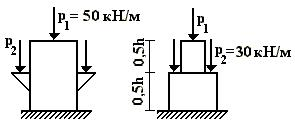 p₁ = 50 кН/м
p₂
0,5h
0,5h
p₁
p₂=30 кН/м